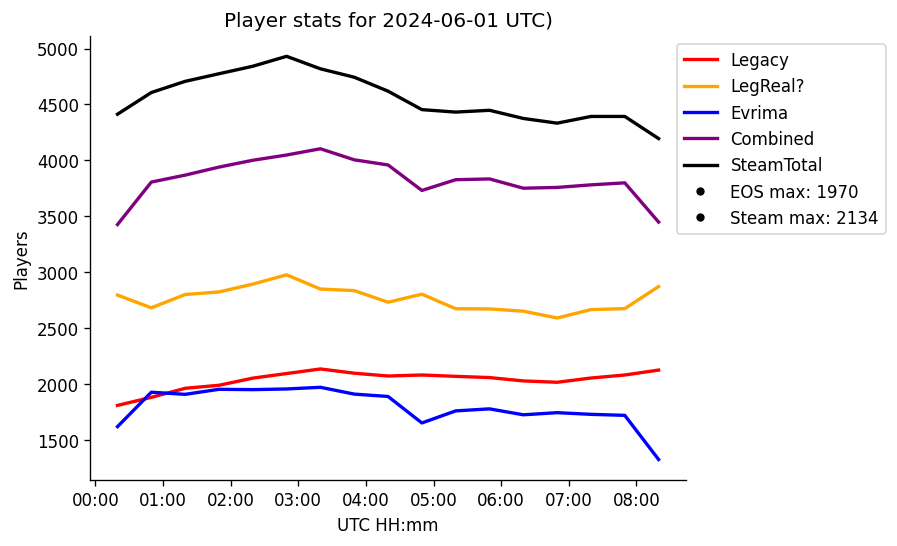 Player stats for 2024-06-01 UTC)
Players
5000
4500
4000
3500
3000
2500
2000
1500
00:00 01:00 02:00 03:00 04:00 05:00 06:00 07:00 08:00
UTC HH:mm
Legacy
LegReal?
Evrima
Combined
SteamTotal
EOS max: 1970
Steam max: 2134